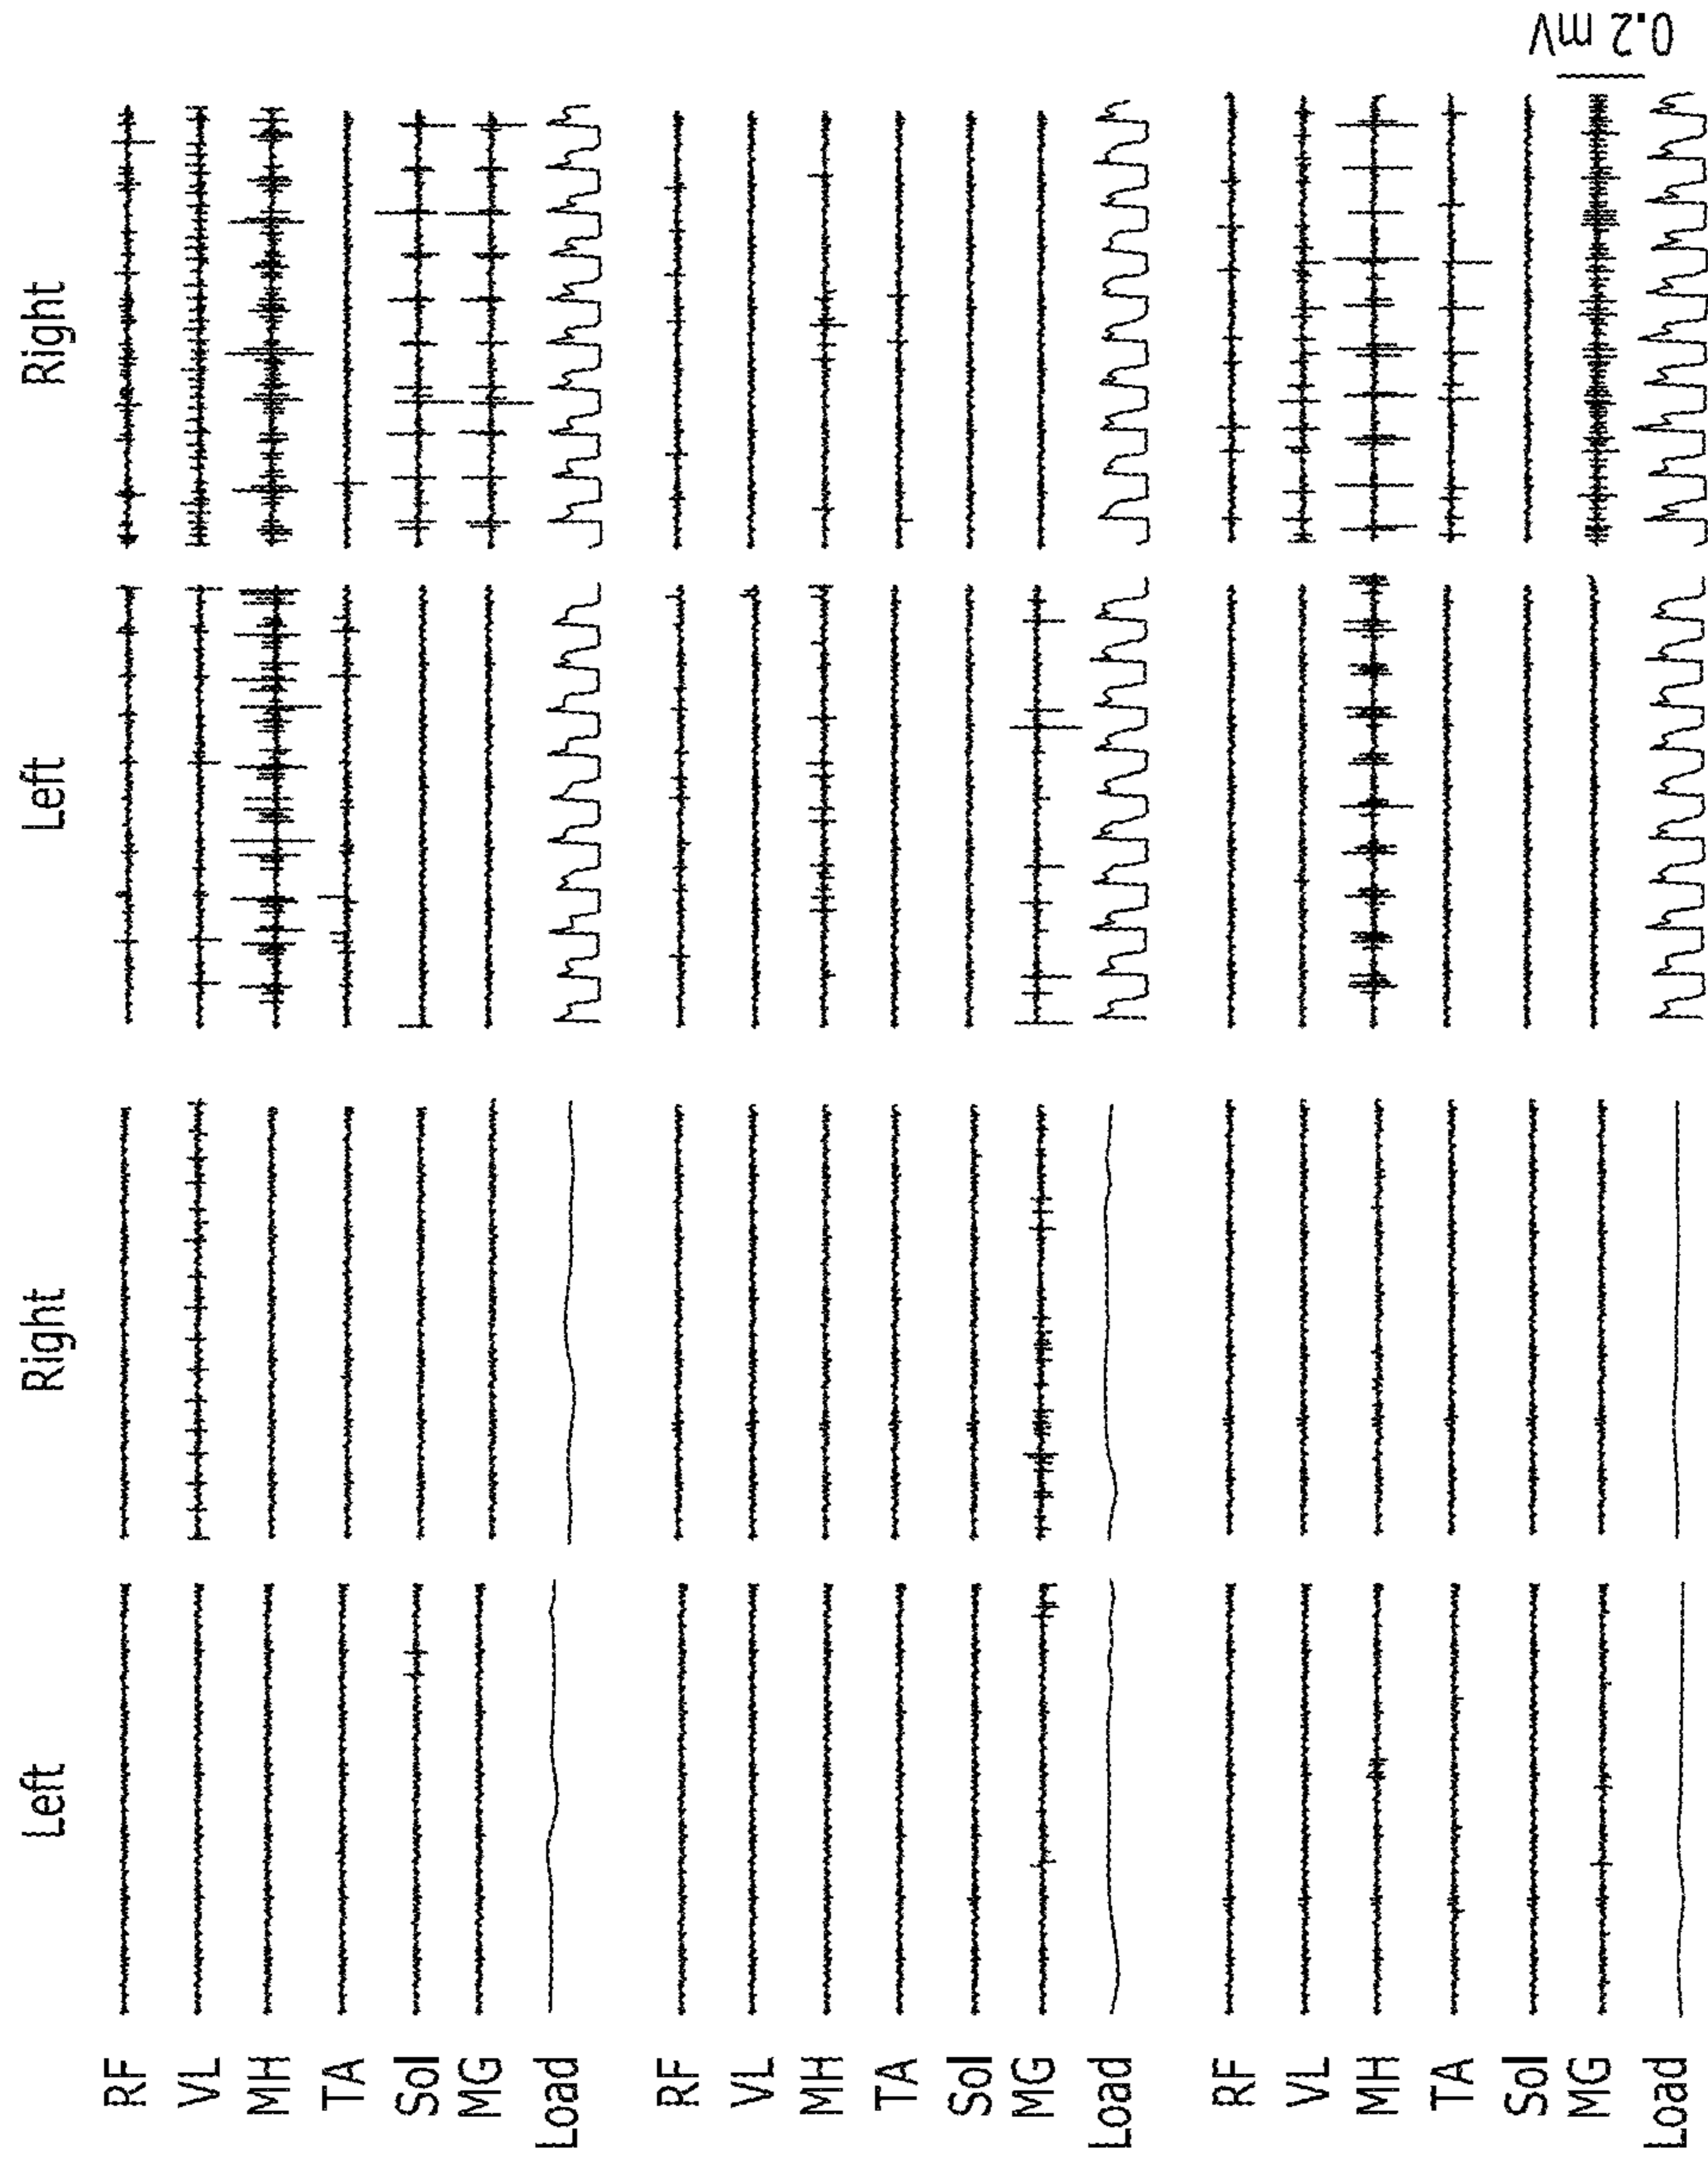 Left Right Left Right
RF
VL
MH
TA
Sol
MG
Load
RF
VL
MH
TA
Sol
MG
Load
RF
VL
MH
TA
Sol
MG
Load
0.2 mV